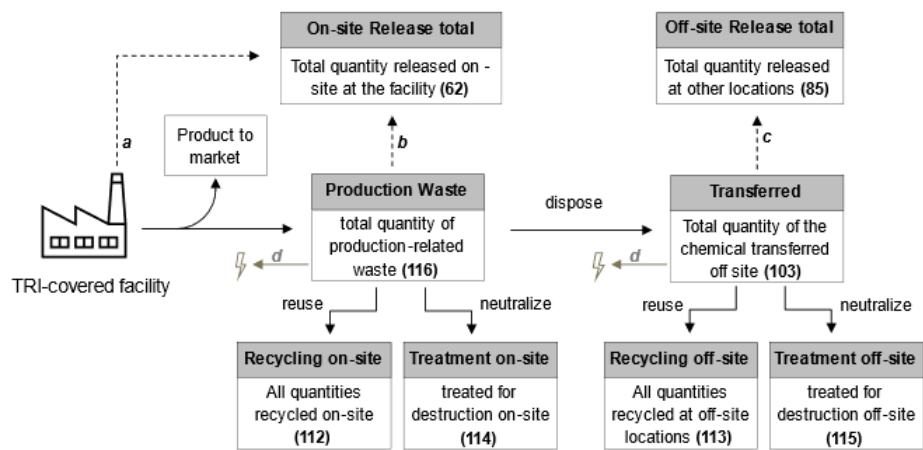 On-site Release total
Total quantity released on -
site at the facility (62)
Off-site Release total
Total quantity released
at other locations (85)
a
Product to
market
b
c
Production Waste
total quantity of
production-related
waste (116)
dispose
Transferred
Total quantity of the
chemical transferred
off site (103)
d
d
TRI-covered facility
reuse
neutralize
reuse
neutralize
Recycling on-site
All quantities
recycled on-site
(112)
Treatment on-site
treated for
destruction on-site
(114)
Recycling off-site
All quantities
recycled at off-site
locations (113)
Treatment off-site
treated for
destruction off-site
(115)